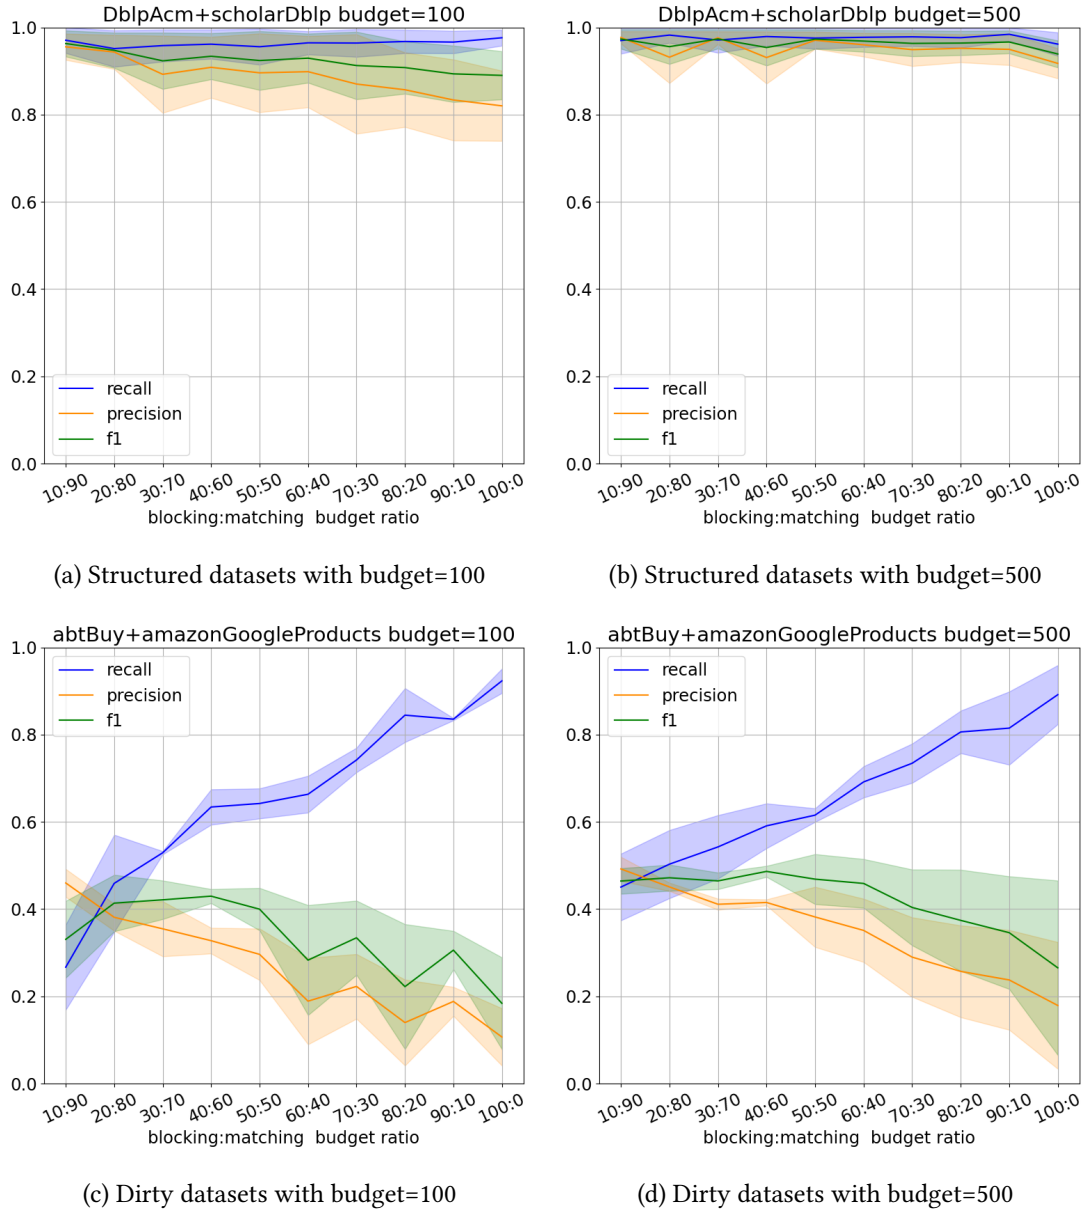 DblpAcm+scholarDblp budget=100
1.0
0.8
0.6
0.4
0.2
0.0
recall
precision
f1
10:90 20:80 30:70 40:60 50:50 60:40 70:30 80:20 90:10 100:0
blocking:matching budget ratio
(a) Structured datasets with budget=100
DblpAcm+scholarDblp budget=500
1.0
0.8
0.6
0.4
0.2
0.0
recall
precision
f1
10:90 20:80 30:70 40:60 50:50 60:40 70:30 80:20 90:10 100:0
blocking:matching budget ratio
(b) Structured datasets with budget=500
abtBuy+amazonGoogleProducts budget=100
1.0
0.8
0.6
0.4
0.2
0.0
recall
precision
f1
10:90 20:80 30:70 40:60 50:50 60:40 70:30 80:20 90:10 100:0
blocking:matching budget ratio
(c) Dirty datasets with budget=100
abtBuy+amazonGoogleProducts budget=500
1.0
0.8
0.6
0.4
0.2
0.0
recall
precision
f1
10:90 20:80 30:70 40:60 50:50 60:40 70:30 80:20 90:10 100:0
blocking:matching budget ratio
(d) Dirty datasets with budget=500